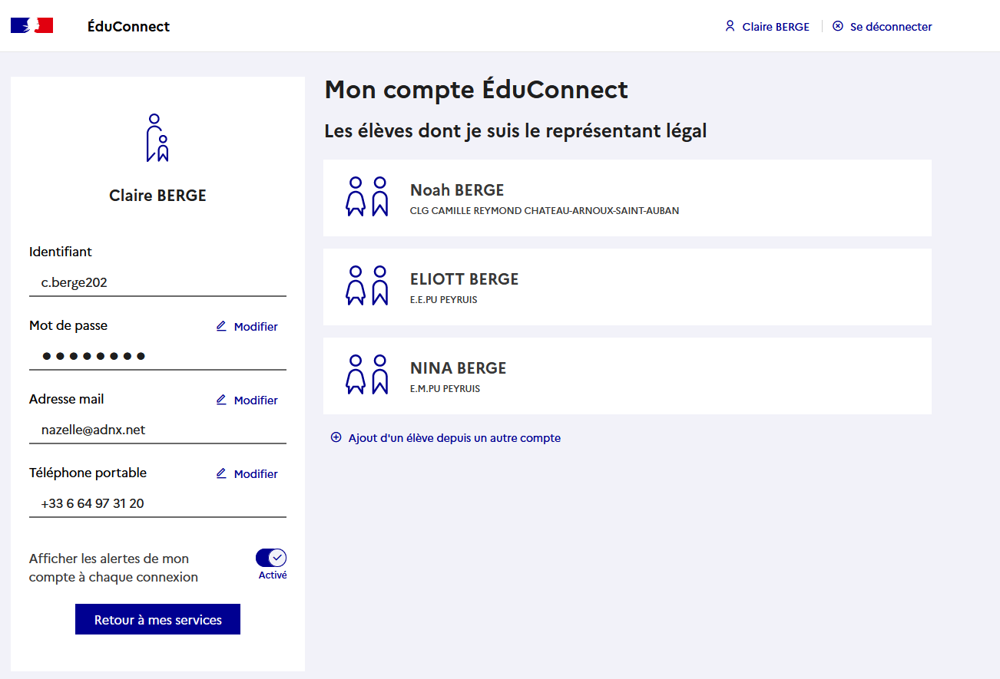 ÉduConnect
Claire BERGE
Se déconnecter
Claire BERGE
Identifiant
c.berge202
Mot de passe
Modifier
Adresse mail
Modifier
nazelle@adnx.net
Téléphone portable
Modifier
+33 6 64 97 31 20
Afficher les alertes de mon
compte à chaque connexion
Activé
Retour à mes services
Mon compte ÉduConnect
Les élèves dont je suis le représentant légal
Noah BERGE
CLG CAMILLE REYMOND CHATEAU-ARNOUX-SAINT-AUBAN
ELIOTT BERGE
E.E.PU PEYRUIS
NINA BERGE
E.M.PU PEYRUIS
Ajout d'un élève depuis un autre compte